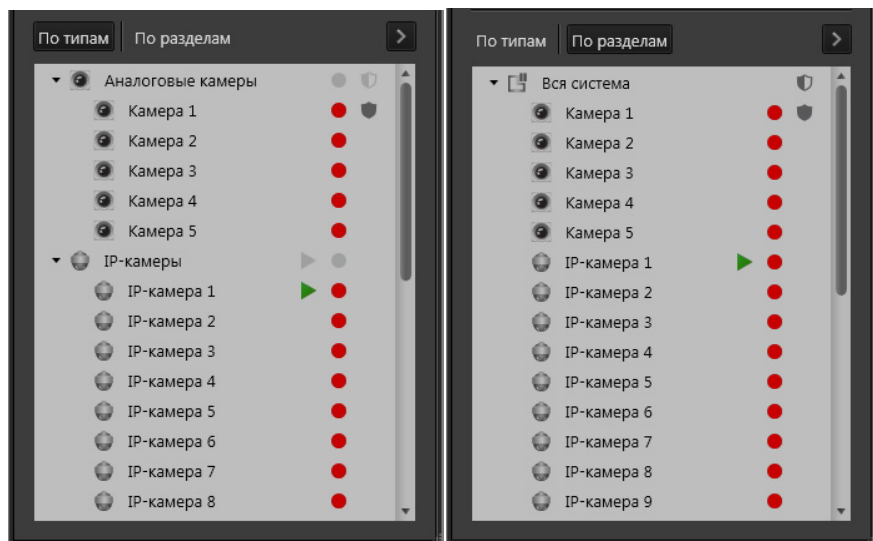 По типам
По разделам
Аналоговые камеры
Камера 1
Камера 2
Камера 3
Камера 4
Камера 5
IP-камеры
IP-камера 1
IP-камера 2
IP-камера 3
IP-камера 4
IP-камера 5
IP-камера 6
IP-камера 7
IP-камера 8
По типам
По разделам
Вся система
Камера 1
Камера 2
Камера 3
Камера 4
Камера 5
IP-камера 1
IP-камера 2
IP-камера 3
IP-камера 4
IP-камера 5
IP-камера 6
IP-камера 7
IP-камера 8
IP-камера 9